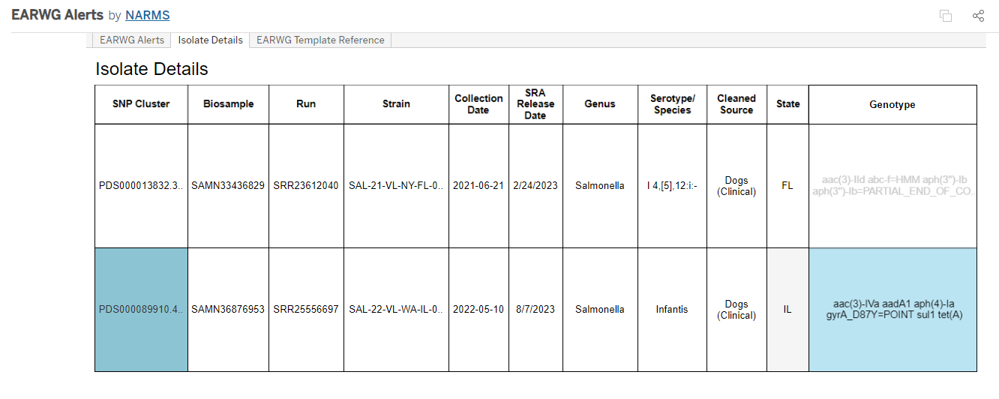 EARWG Alerts by NARMS
EARWG Alerts Isolate Details EARWG Template Reference
Isolate Details
SNP Cluster Biosample Run Strain Collection Date SRA Release Date Genus Serotype/ Species Cleaned Source State Genotype
PDS000013832.3.. SAMN33436829 SRR23612040 SAL-21-VL-NY-FL-0.. 2021-06-21 2/24/2023 Salmonella I 4,[5],12:i:- Dogs (Clinical) FL aac(3)-IId abc-f=HMM aph(3")-Ib
aph(3")-Ib=PARTIAL_END_OF_CO..
PDS000089910.4.. SAMN36876953 SRR25556697 SAL-22-VL-WA-IL-0.. 2022-05-10 8/7/2023 Salmonella Infantis Dogs (Clinical) IL aac(3)-IVa aadA1 aph(4)-Ia
gyrA_D87Y=POINT sul1 tet(A)